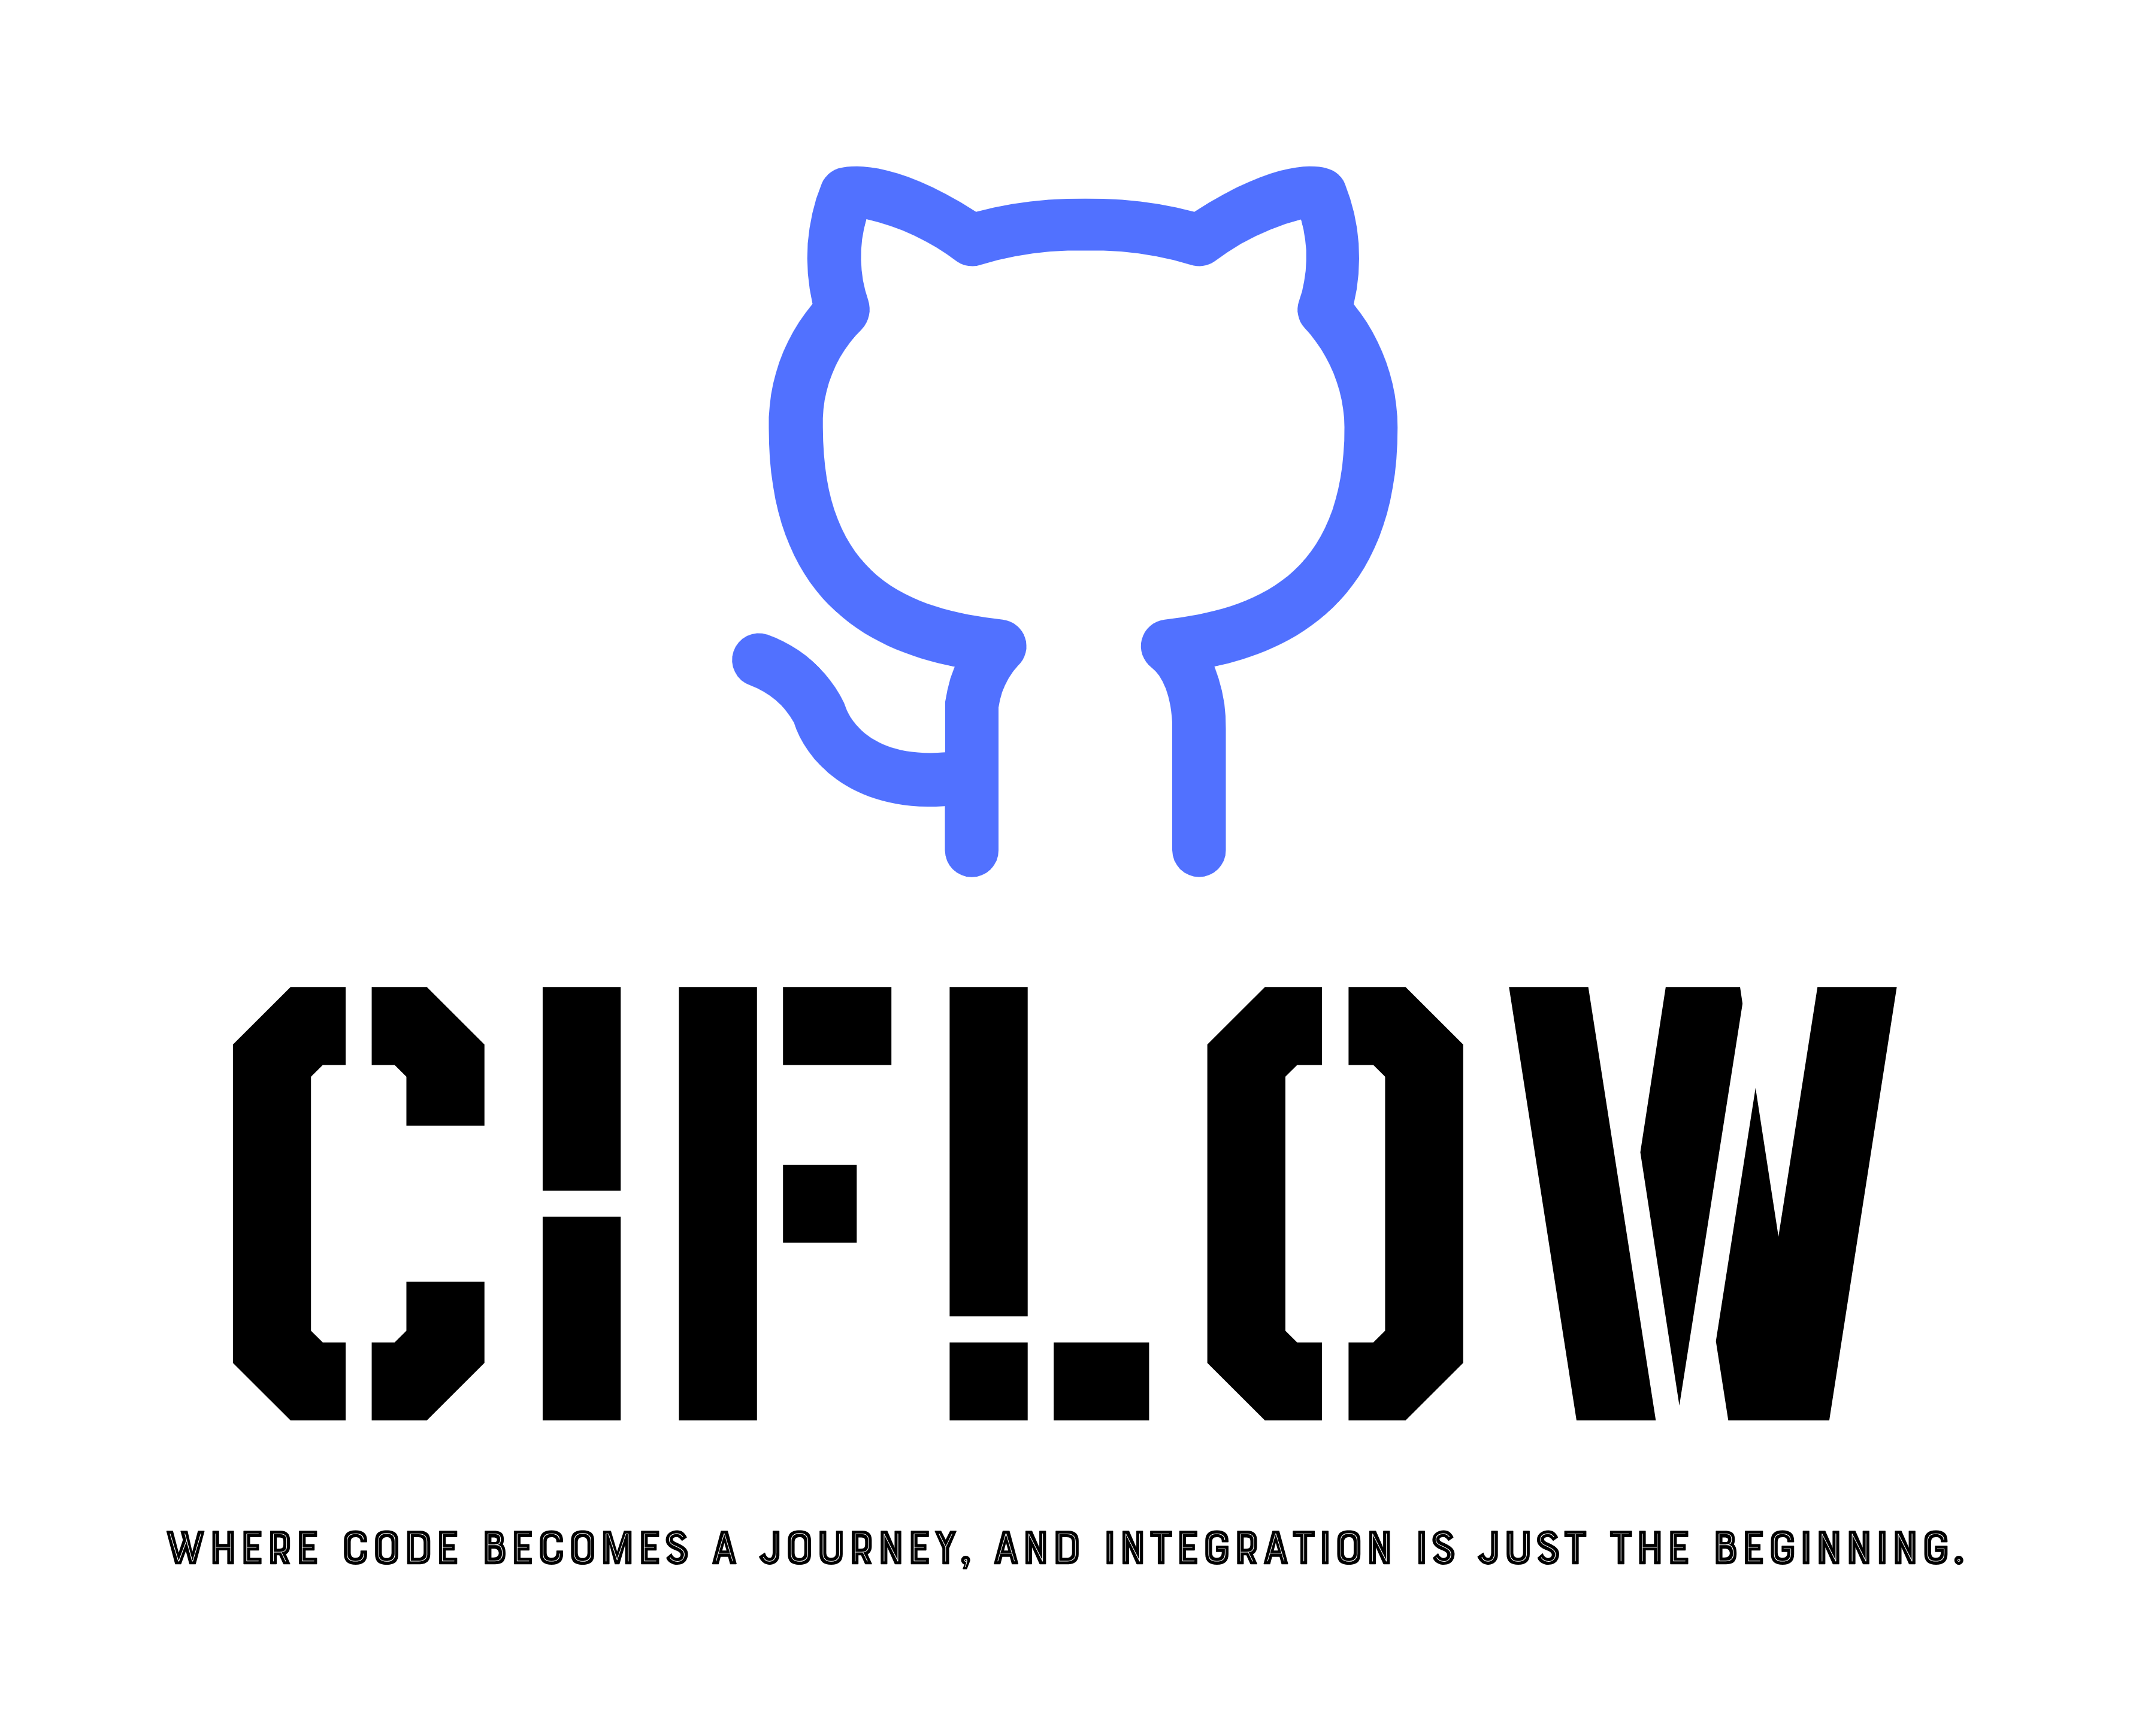 CIFLOW
WHERE CODE BECOMES A JOURNEY, AND INTEGRATION IS JUST THE BEGINNING.